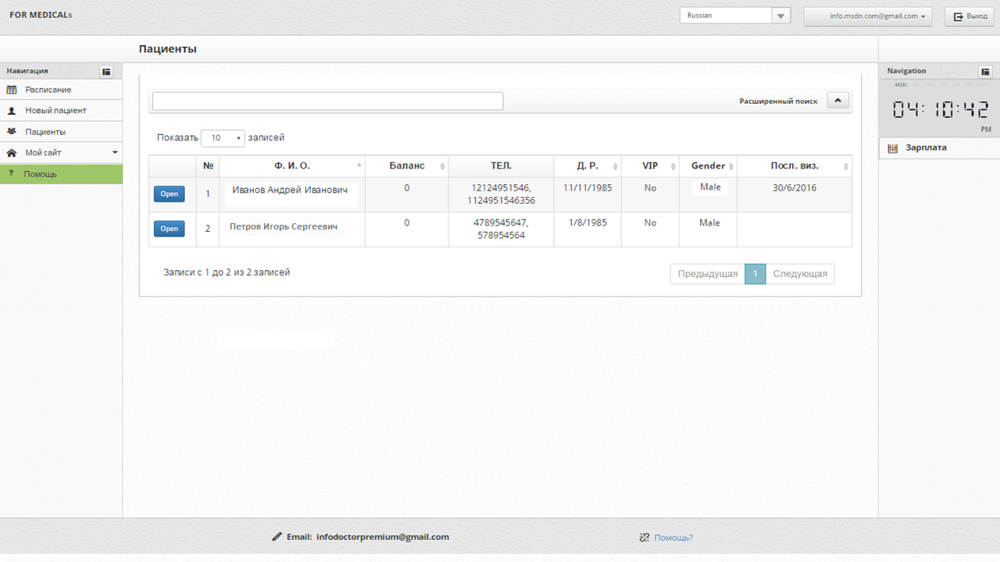 FOR MEDICALs
Russian
info.msdn.com@gmail.com
Выход
Пациенты
Навигация
Расписание
Новый пациент
Пациенты
Мой сайт
? Помощь
Расширенный поиск
Показать 10 записей
№ Ф. И. О. Баланс ТЕЛ. Д. Р. VIP Gender Посл. виз.
Open 1 Иванов Андрей Иванович 0 12124951546, 11/11/1985 No Male 30/6/2016
1124951546356
Open 2 Петров Игорь Сергеевич 0 4789545647, 1/8/1985 No Male
578954564
Записи с 1 до 2 из 2 записей
Предыдущая 1 Следующая
Navigation
MON
04:10:42
PM
Зарплата
Email: infodoctorpremium@gmail.com
Помощь?